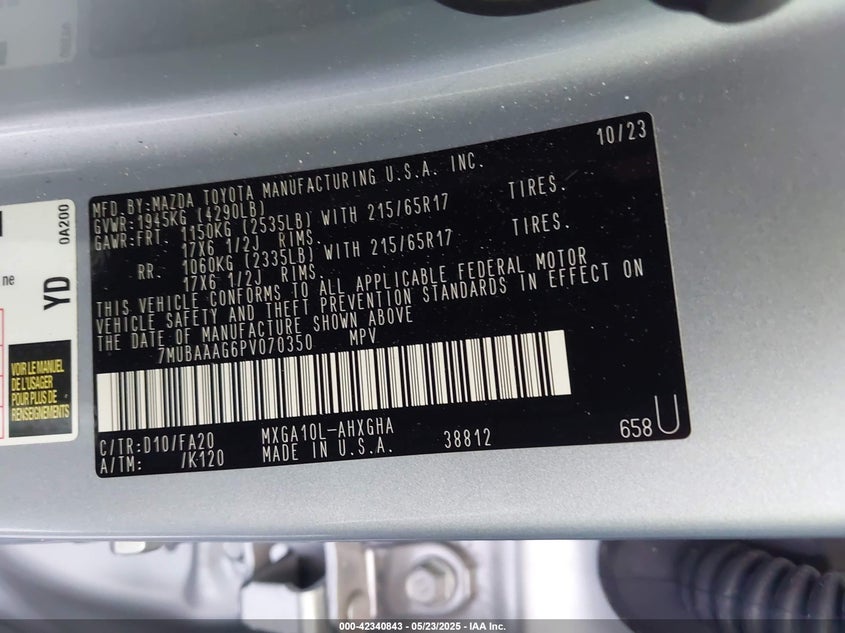 10/23
MFD.BY:MAZDA TOYOTA MANUFACTURING U.S.A. INC.
GVWR:1945KG (4290LB)
GAWR:FRT. 1150KG (2535LB) WITH 215/65R17 TIRES.
17X6 1/2J RIMS.
RR. 1060KG (2335LB) WITH 215/65R17 TIRES.
17X6 1/2J RIMS.
THIS VEHICLE CONFORMS TO ALL APPLICABLE FEDERAL MOTOR
VEHICLE SAFETY AND THEFT PREVENTION STANDARDS IN EFFECT ON
THE DATE OF MANUFACTURE SHOWN ABOVE
7MUBAAAG6PV070350 MPV
C/TR:D10/FA20 MXGA10L-AHXGHA
A/TM: /K120 MADE IN U.S.A. 38812
658 U
0A200
YD
ne
VOIR LE MANUEL
DE L'USAGER
POUR PLUS DE
RENSEIGNEMENTS
000-42340843 - 05/23/2025 - IAA Inc.